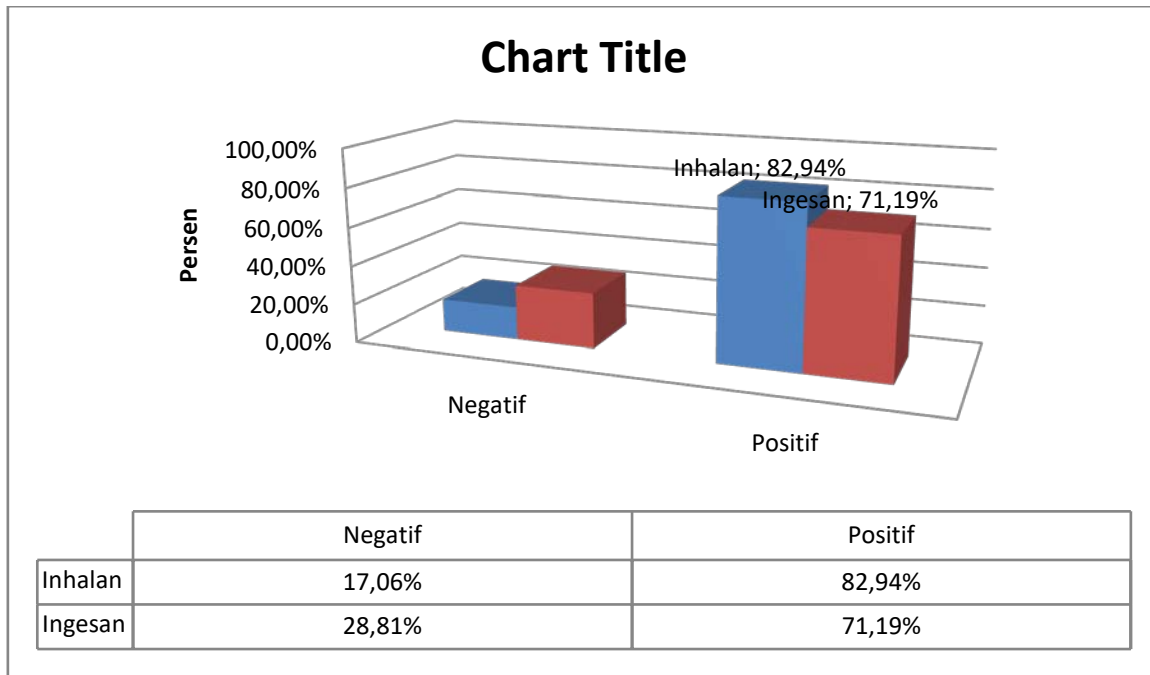 Chart Title
Persen
100,00%
80,00%
60,00%
40,00%
20,00%
0,00%
Inhalan; 82,94%
Ingesan; 71,19%
Negatif
Positif
Negatif Positif
Inhalan 17,06% 82,94%
Ingesan 28,81% 71,19%